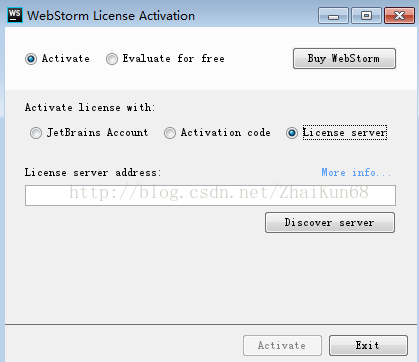 WS WebStorm License Activation
Activate Evaluate for free Buy WebStorm
Activate license with:
JetBrains Account Activation code License server
License server address: More info...
http://blog.csdn.net/ZhaiKun68
Discover server
Activate Exit